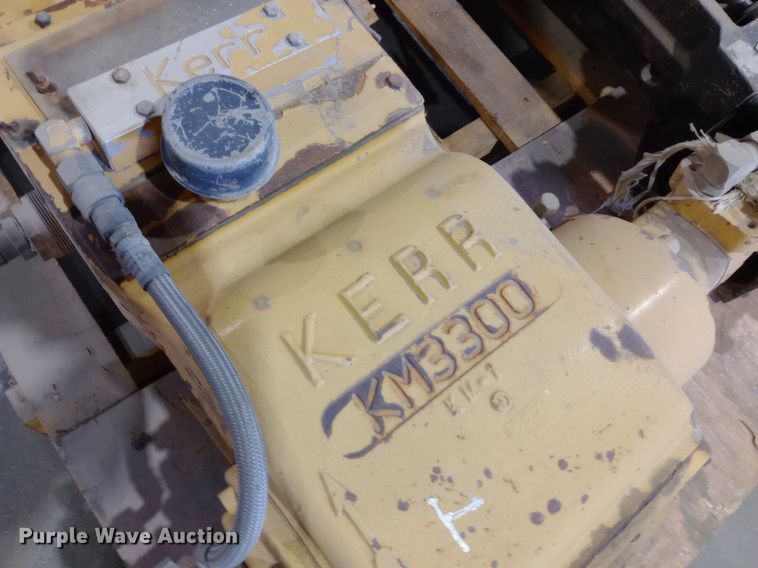 Kerr
KERR
KM3300
KM-1
T
Purple Wave Auction